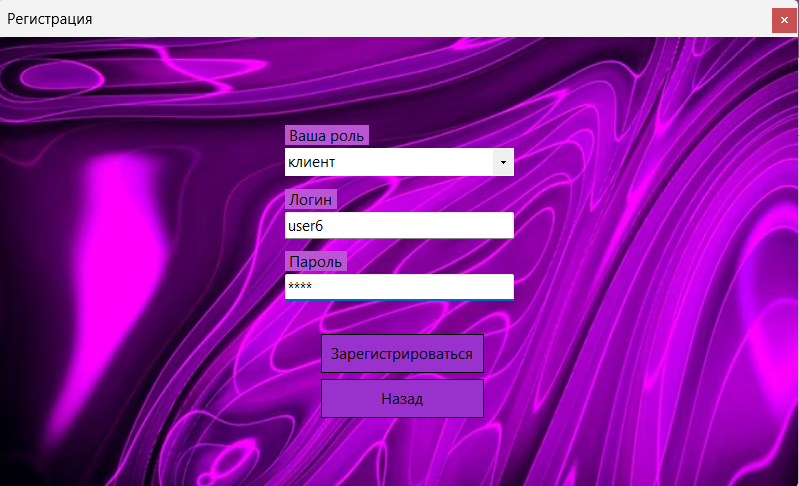 Регистрация
Ваша роль
клиент
Логин
user6
Пароль
****
Зарегистрироваться
Назад